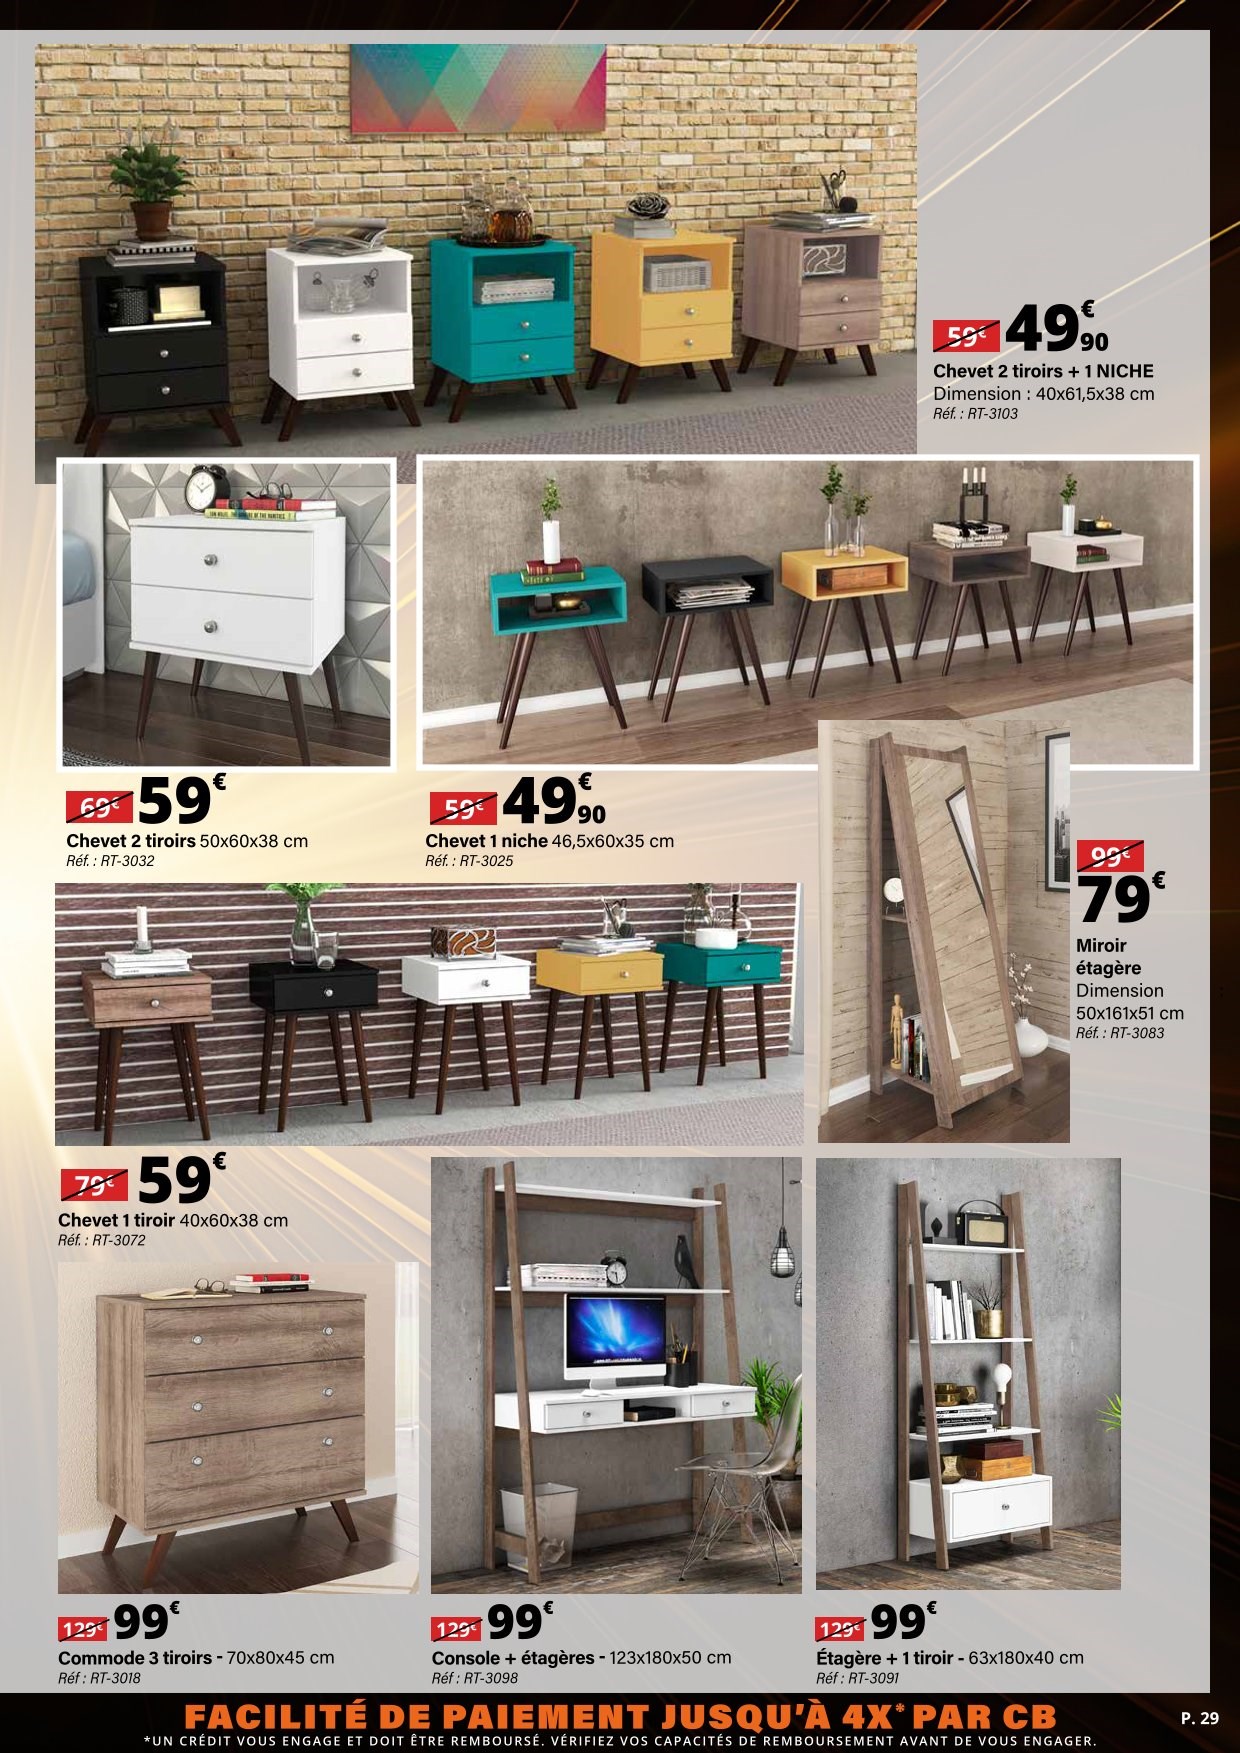 59€ 49€90
Chevet 2 tiroirs + 1 NICHE
Dimension : 40x61,5x38 cm
Réf. : RT-3103
69€ 59€
Chevet 2 tiroirs 50x60x38 cm
Réf. : RT-3032
59€ 49€90
Chevet 1 niche 46,5x60x35 cm
Réf. : RT-3025
99€
79€
Miroir
étagère
Dimension
50x161x51 cm
Réf. : RT-3083
79€ 59€
Chevet 1 tiroir 40x60x38 cm
Réf. : RT-3072
129€ 99€
Commode 3 tiroirs - 70x80x45 cm
Réf : RT-3018
129€ 99€
Console + étagères - 123x180x50 cm
Réf : RT-3098
129€ 99€
Étagère + 1 tiroir - 63x180x40 cm
Réf : RT-3091
FACILITÉ DE PAIEMENT JUSQU'À 4X* PAR CB
*UN CRÉDIT VOUS ENGAGE ET DOIT ÊTRE REMBOURSÉ. VÉRIFIEZ VOS CAPACITÉS DE REMBOURSEMENT AVANT DE VOUS ENGAGER.
P. 29